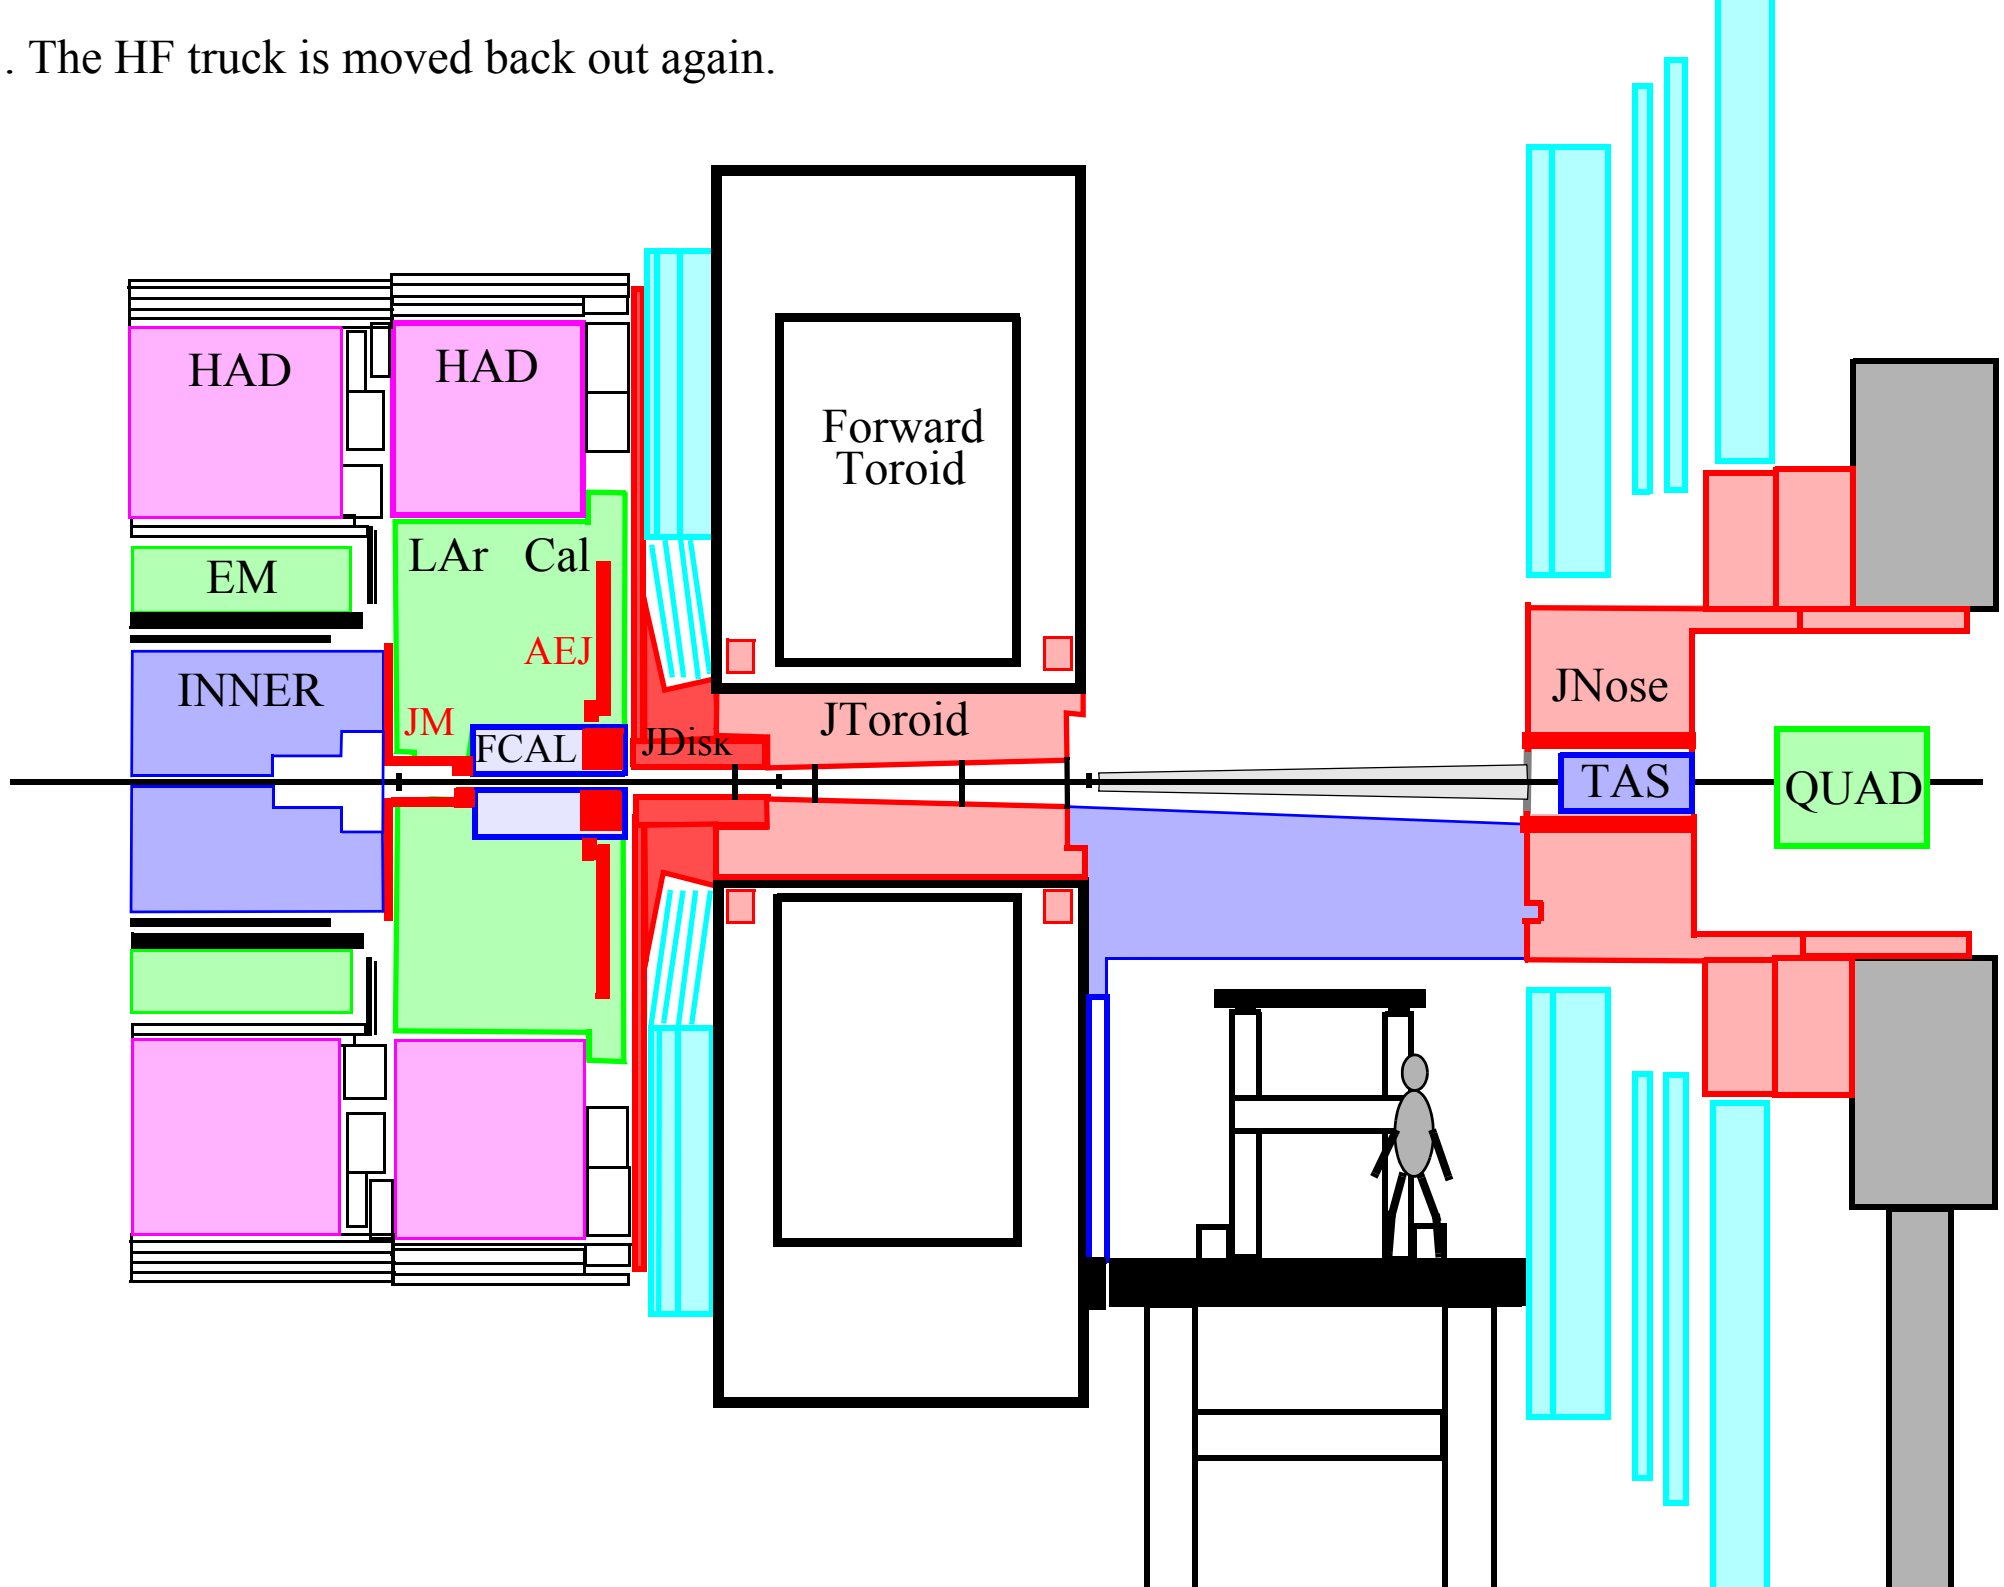 . The HF truck is moved back out again.
HAD
HAD
Forward
Toroid
LAr Cal
EM
AEJ
INNER
JM
FCAL
JDisk
JToroid
JNose
TAS
QUAD